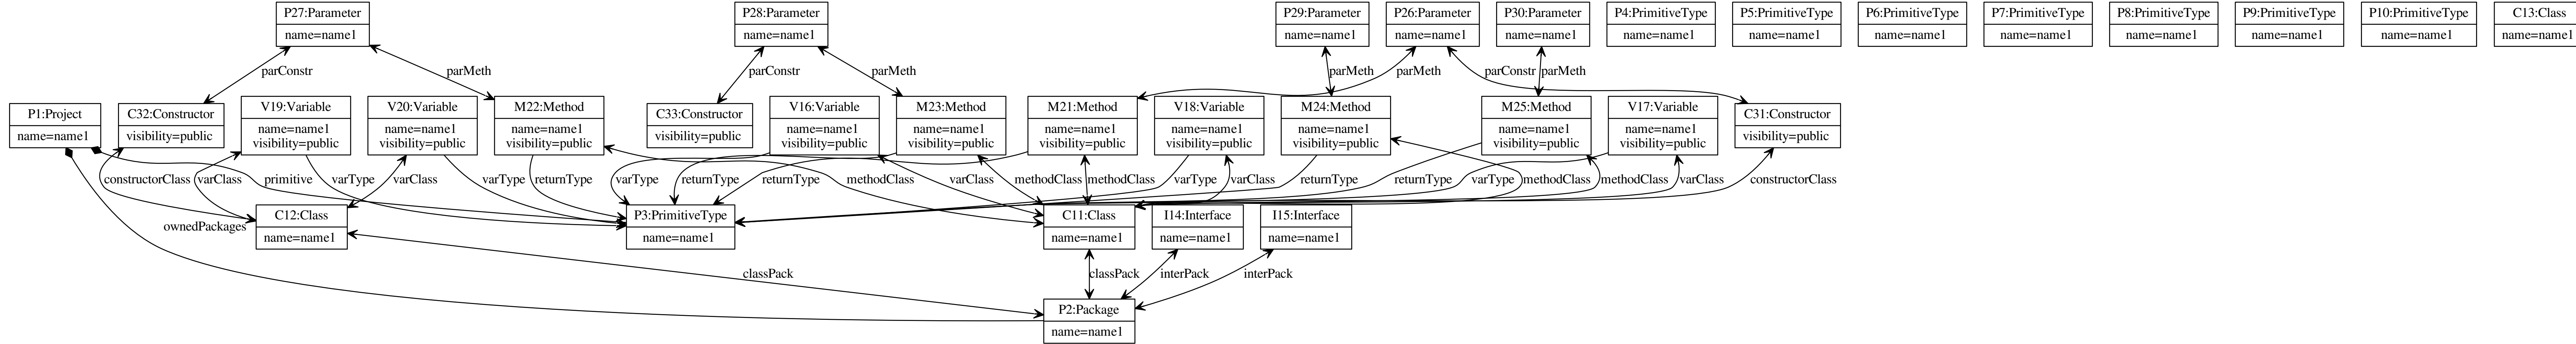 P27:Parameter
name=name1
P28:Parameter
name=name1
P29:Parameter
name=name1
P26:Parameter
name=name1
P30:Parameter
name=name1
P4:PrimitiveType
name=name1
P5:PrimitiveType
name=name1
P6:PrimitiveType
name=name1
P7:PrimitiveType
name=name1
P8:PrimitiveType
name=name1
P9:PrimitiveType
name=name1
P10:PrimitiveType
name=name1
C13:Class
name=name1
parConstr
parMeth
parConstr
parMeth
parMeth
parMeth
parConstr
parMeth
P1:Project
name=name1
C32:Constructor
visibility=public
V19:Variable
name=name1
visibility=public
V20:Variable
name=name1
visibility=public
M22:Method
name=name1
visibility=public
C33:Constructor
visibility=public
V16:Variable
name=name1
visibility=public
M23:Method
name=name1
visibility=public
M21:Method
name=name1
visibility=public
V18:Variable
name=name1
visibility=public
M24:Method
name=name1
visibility=public
M25:Method
name=name1
visibility=public
V17:Variable
name=name1
visibility=public
C31:Constructor
visibility=public
constructorClass
varClass
primitive
varType
varClass
varType
returnType
varType
returnType
returnType
methodClass
varClass
methodClass
methodClass
varType
varClass
returnType
returnType
varType
methodClass
methodClass
varClass
constructorClass
ownedPackages
C12:Class
name=name1
P3:PrimitiveType
name=name1
C11:Class
name=name1
I14:Interface
name=name1
I15:Interface
name=name1
classPack
classPack
interPack
interPack
P2:Package
name=name1